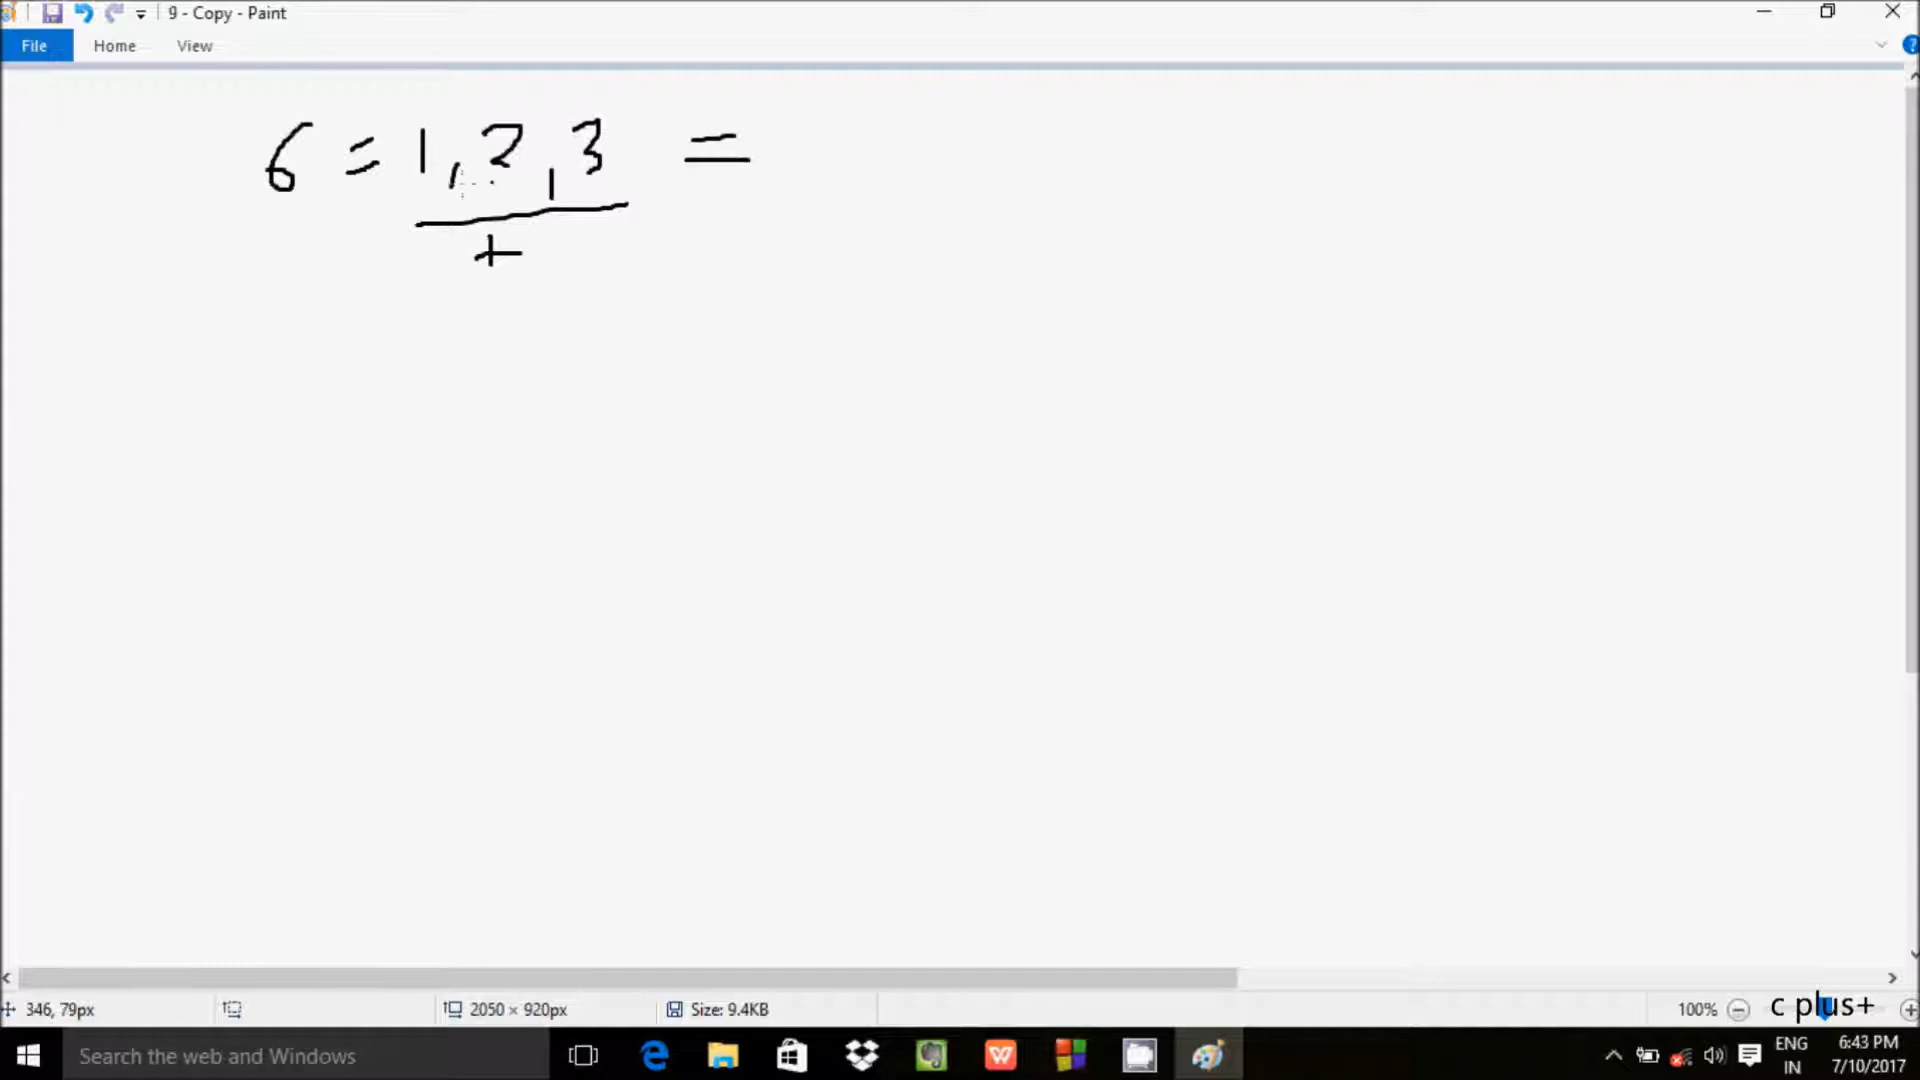 9 - Copy - Paint
File Home View
6 = 1, 2, 3 =
+
346, 79px 2050 × 920px Size: 9.4KB 100% c plus+
Search the web and Windows
ENG 6:43 PM
IN 7/10/2017